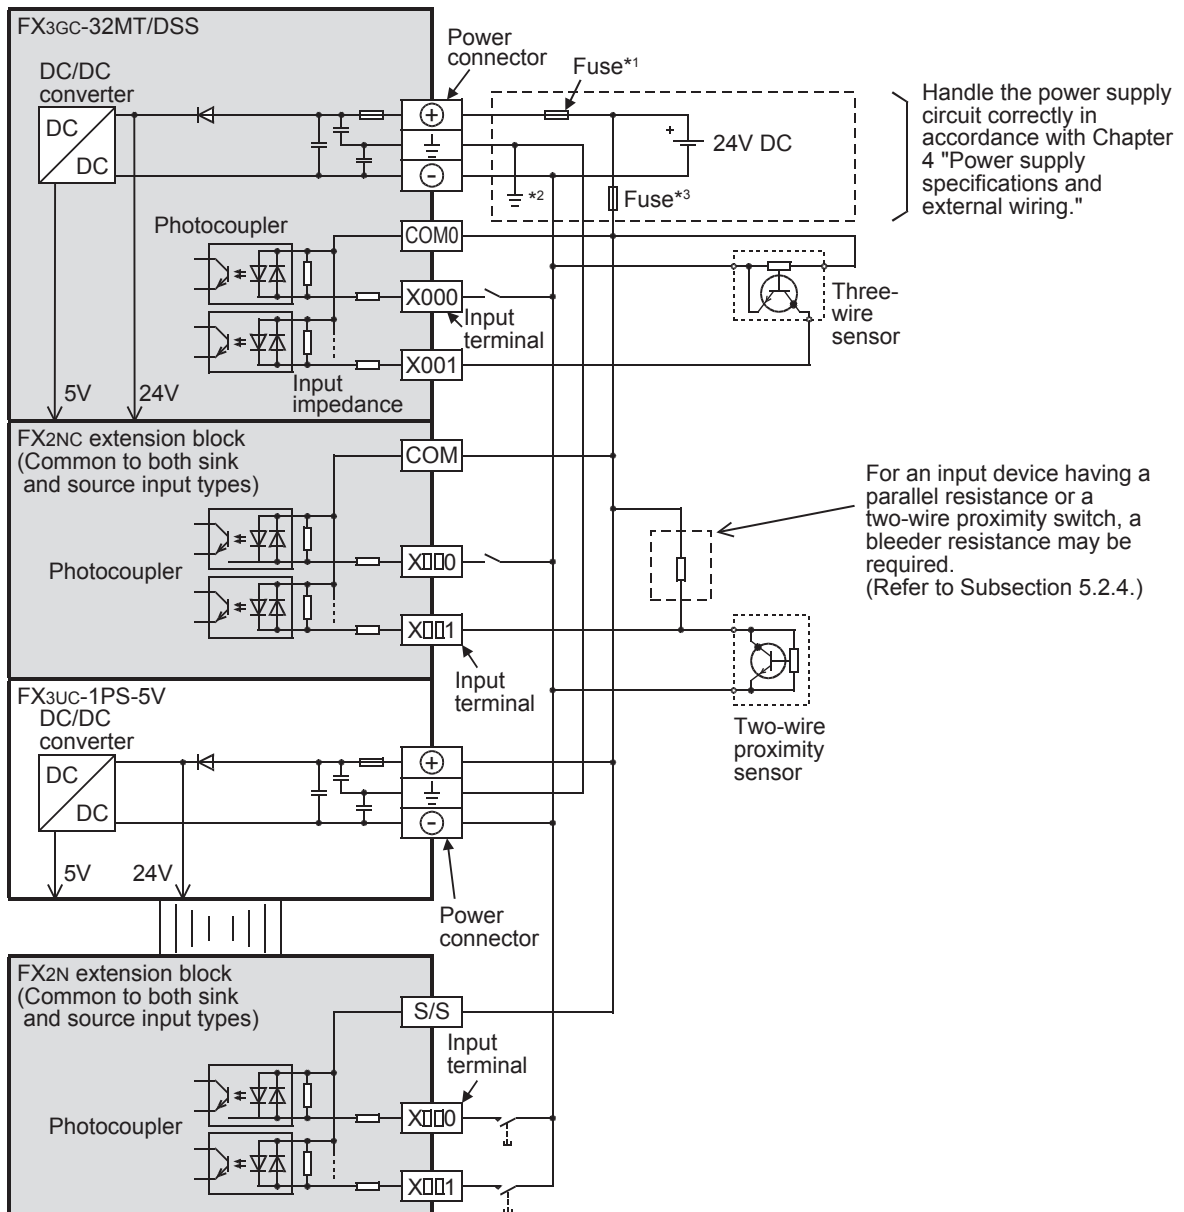 FX3GC-32MT/DSS
Power
connector
Fuse*1
DC/DC
converter
DC
DC
24V DC
Handle the power supply
circuit correctly in
accordance with Chapter
4 "Power supply
specifications and
external wiring."
*2
Fuse*3
Photocoupler
COM0
X000
Input
terminal
X001
Three-
wire
sensor
Input
impedance
5V
24V
FX2NC extension block
(Common to both sink
and source input types)
COM
For an input device having a
parallel resistance or a
two-wire proximity switch, a
bleeder resistance may be
required.
(Refer to Subsection 5.2.4.)
Photocoupler
X□□0
X□□1
Input
terminal
Two-wire
proximity
sensor
FX3UC-1PS-5V
DC/DC
converter
DC
DC
5V
24V
Power
connector
FX2N extension block
(Common to both sink
and source input types)
S/S
Input
terminal
Photocoupler
X□□0
X□□1